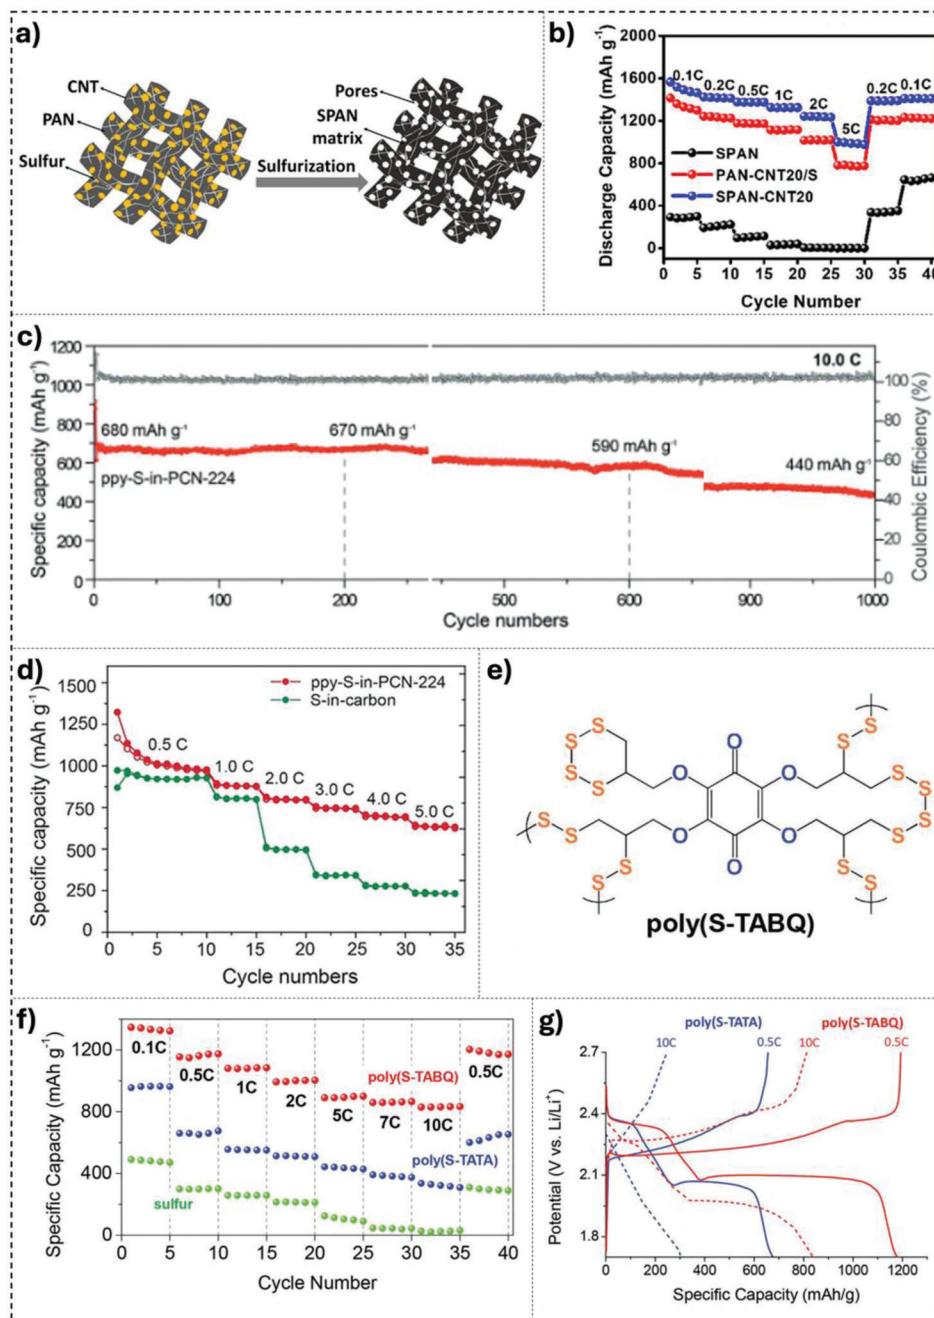 a)
CNT
PAN
Sulfur
Sulfurization
Pores
SPAN
matrix
b)
Discharge Capacity (mAh g⁻¹)
2000
1600
1200
800
400
0
0.1C
0.2C
0.5C
1C
2C
5C
0.2C
0.1C
SPAN
PAN-CNT20/S
SPAN-CNT20
0 5 10 15 20 25 30 35 40
Cycle Number
c)
Specific capacity (mAh g⁻¹)
1200
1000
800
600
400
200
0
10.0 C
680 mAh g⁻¹
670 mAh g⁻¹
590 mAh g⁻¹
440 mAh g⁻¹
ppy-S-in-PCN-224
100
80
60
40
20
0
Coulombic Efficiency (%)
0 100 200 500 600 900 1000
Cycle numbers
d)
Specific capacity (mAh g⁻¹)
1500
1250
1000
750
500
250
0
ppy-S-in-PCN-224
S-in-carbon
0.5 C
1.0 C
2.0 C
3.0 C
4.0 C
5.0 C
0 5 10 15 20 25 30 35
Cycle numbers
e)
S
S
S
S
O
O
O
O
O
O
S
S
S
S
S
S
S
S
S
S
S
S
S
S
poly(S-TABQ)
f)
Specific Capacity (mAh g⁻¹)
1200
800
400
0
0.1C
0.5C
1C
2C
5C
7C
10C
0.5C
poly(S-TABQ)
poly(S-TATA)
sulfur
0 5 10 15 20 25 30 35 40
Cycle Number
g)
poly(S-TATA) poly(S-TABQ)
10C 0.5C 10C 0.5C
Potential (V vs. Li/Li⁺)
2.7
2.4
2.1
1.8
0 200 400 600 800 1000 1200
Specific Capacity (mAh/g)